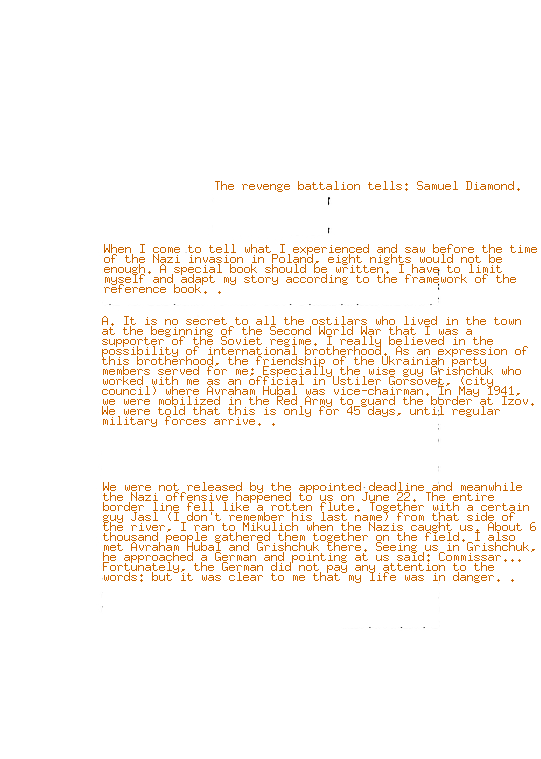 The revenge battalion tells: Samuel Diamond.
When I come to tell what I experienced and saw before the time
of the Nazi invasion in Poland, eight nights would not be
enough. A special book should be written. I have to limit
myself and adapt my story according to the framework of the
reference book. .
A. It is no secret to all the ostilars who lived in the town
at the beginning of the Second World War that I was a
supporter of the Soviet regime. I really believed in the
possibility of international brotherhood. As an expression of
this brotherhood, the friendship of the Ukrainian party
members served for me: Especially the wise guy Grishchuk who
worked with me as an official in Ustiler Gorsovet, (city
council) where Avraham Hubal was vice-chairman. In May 1941,
we were mobilized in the Red Army to guard the border at Izov.
We were told that this is only for 45 days, until regular
military forces arrive. .
We were not released by the appointed deadline and meanwhile
the Nazi offensive happened to us on June 22. The entire
border line fell like a rotten flute. Together with a certain
guy Jasl (I don't remember his last name) from that side of
the river, I ran to Mikulich when the Nazis caught us. About 6
thousand people gathered them together on the field. I also
met Avraham Hubal and Grishchuk there. Seeing us in Grishchuk,
he approached a German and pointing at us said: Commissar...
Fortunately, the German did not pay any attention to the
words: but it was clear to me that my life was in danger. .